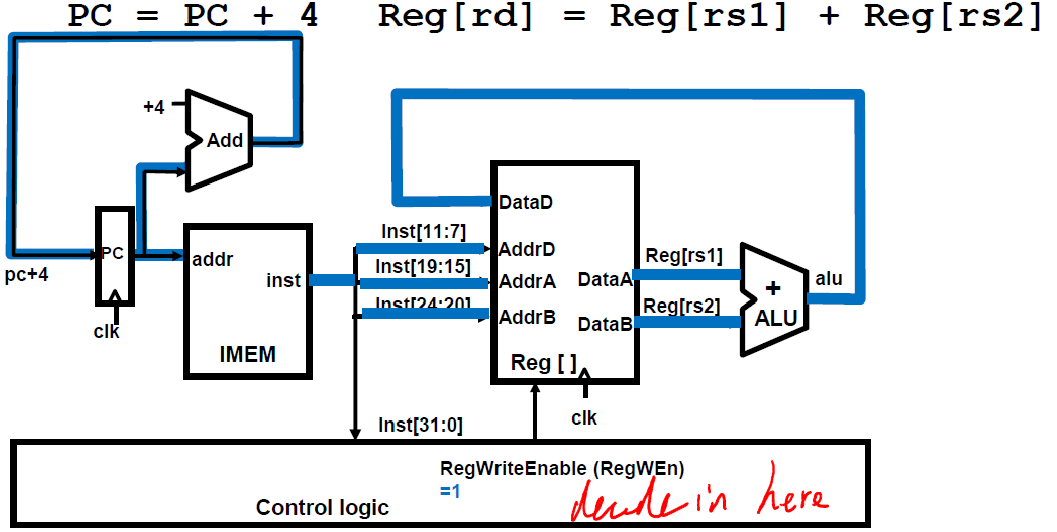 PC = PC + 4 Reg[rd] = Reg[rs1] + Reg[rs2]
+4
Add
DataD
Inst[11:7]
AddrD
PC
addr
Inst[19:15]
AddrA
Reg[rs1]
DataA
+
alu
pc+4
inst
Inst[24:20]
AddrB
Reg[rs2]
DataB
ALU
clk
IMEM
Reg [ ]
clk
Inst[31:0]
RegWriteEnable (RegWEn)
=1
Control logic
in here